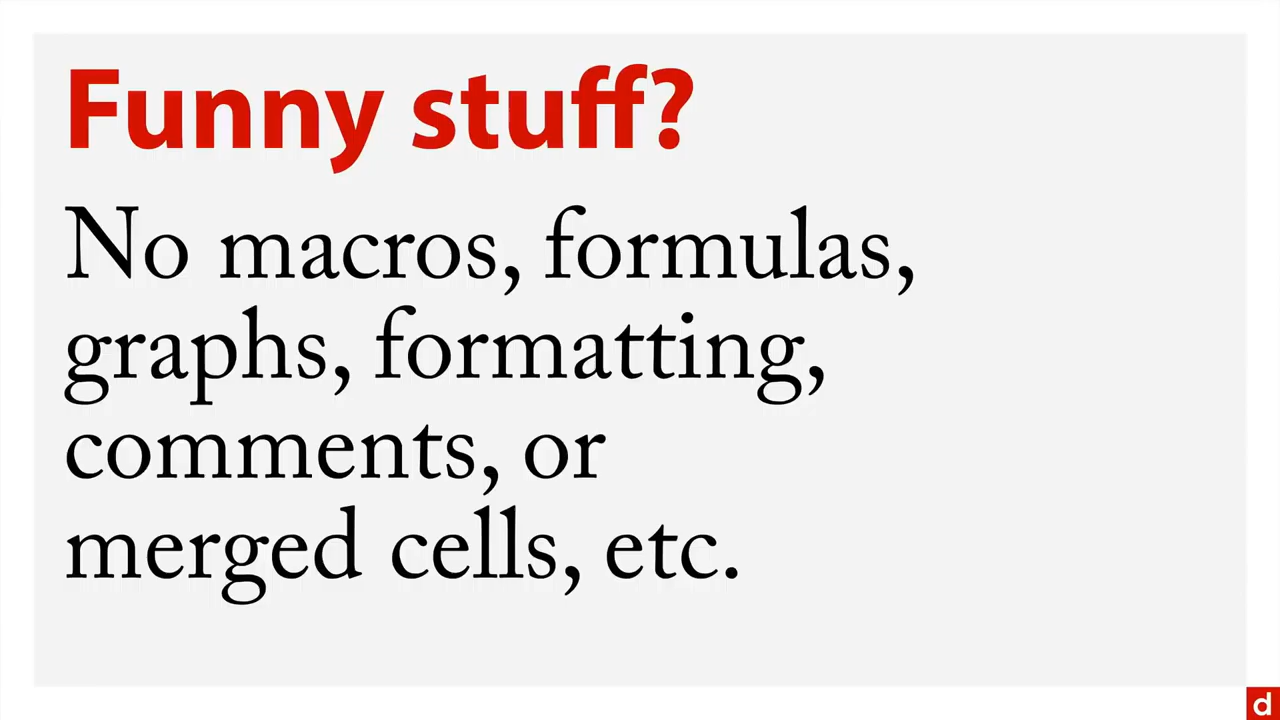 Funny stuff?
No macros, formulas,
graphs, formatting,
comments, or
merged cells, etc.
d